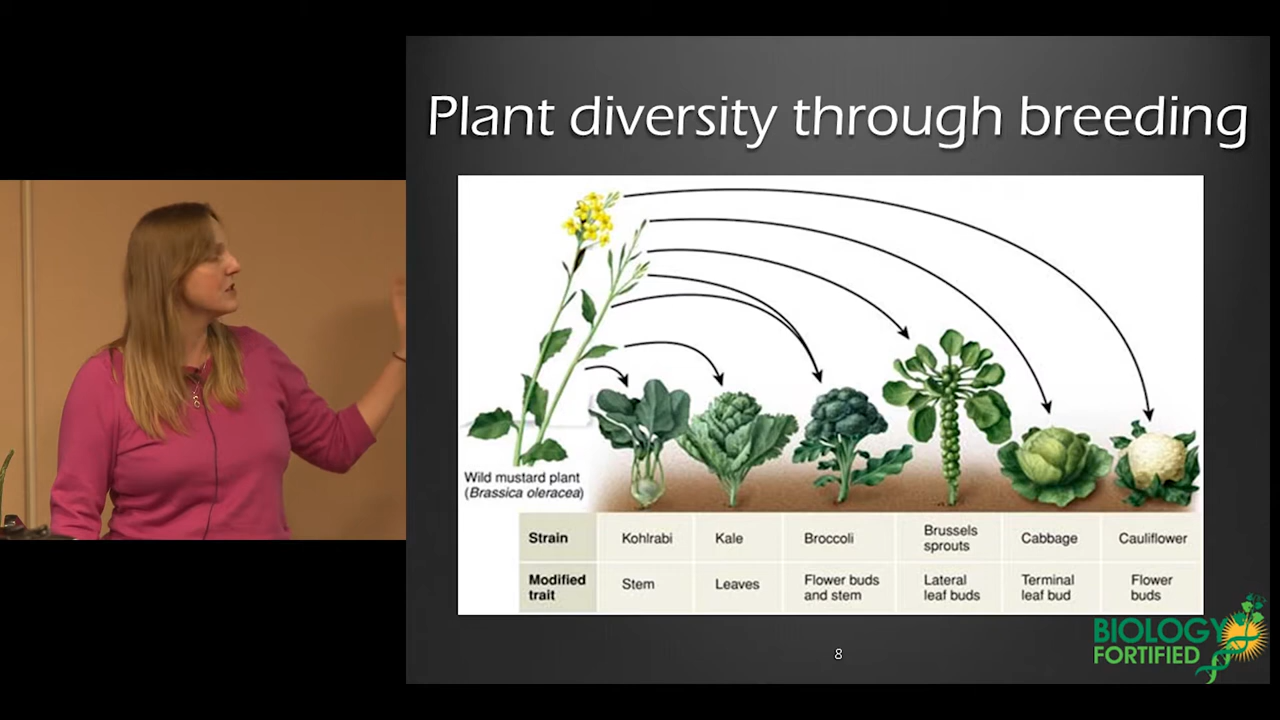 Plant diversity through breeding
Wild mustard plant
(Brassica oleracea)
Strain
Kohlrabi
Kale
Broccoli
Brussels
sprouts
Cabbage
Cauliflower
Modified
trait
Stem
Leaves
Flower buds
and stem
Lateral
leaf buds
Terminal
leaf bud
Flower
buds
8
BIOLOGY
FORTIFIED